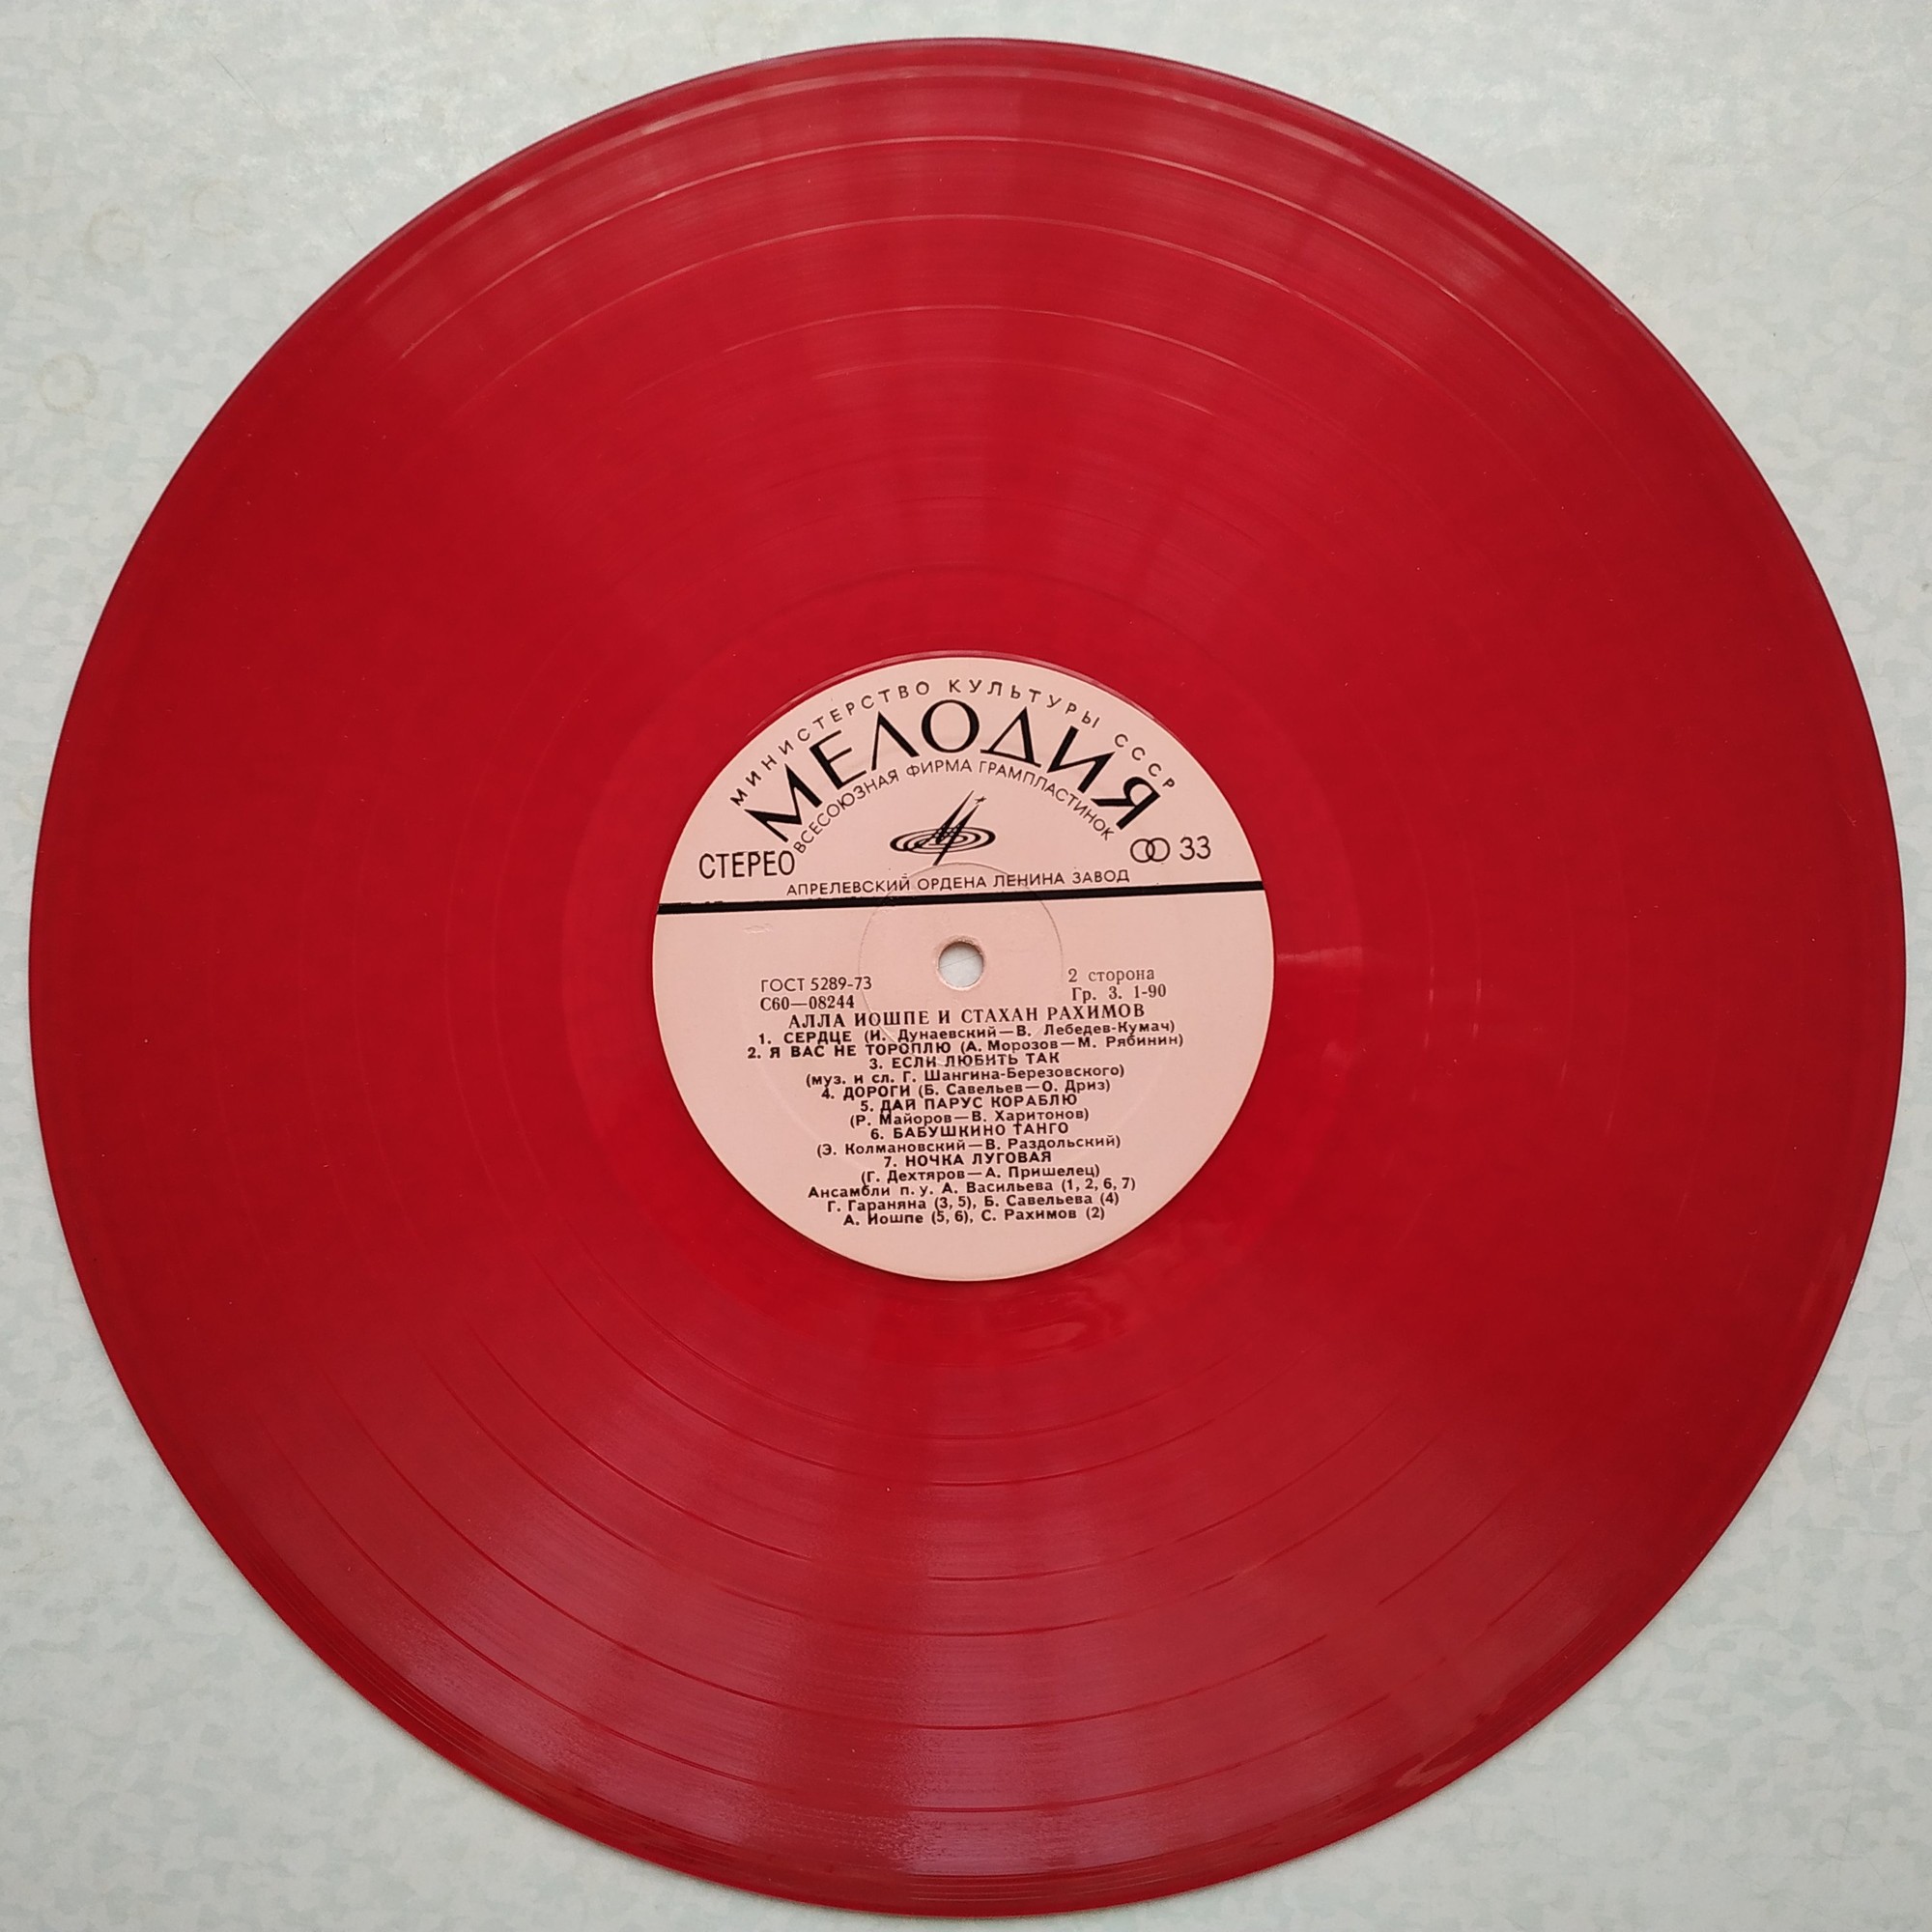 МИНИСТЕРСТВО КУЛЬТУРЫ СССР
МЕЛОДИЯ
ВСЕСОЮЗНАЯ ФИРМА ГРАМПЛАСТИНОК
СТЕРЕО
33
АПРЕЛЕВСКИЙ ОРДЕНА ЛЕНИНА ЗАВОД
ГОСТ 5289-73
2 сторона
С60—08244
Гр. 3. 1-90
АЛЛА ИОШПЕ И СТАХАН РАХИМОВ
1. СЕРДЦЕ (И. Дунаевский—В. Лебедев-Кумач)
2. Я ВАС НЕ ТОРОПЛЮ (А. Морозов—М. Рябинин)
3. ЕСЛИ ЛЮБИТЬ ТАК
(муз. и сл. Г. Шангина-Березовского)
4. ДОРОГИ (Б. Савельев—О. Дриз)
5. ДАЙ ПАРУС КОРАБЛЮ
(Р. Майоров—В. Харитонов)
6. БАБУШКИНО ТАНГО
(Э. Колмановский—В. Раздольский)
7. НОЧКА ЛУГОВАЯ
(Г. Дехтяров—А. Пришелец)
Ансамбли п. у. А. Васильева (1, 2, 6, 7)
Г. Гараняна (3, 5), Б. Савельева (4)
А. Иошпе (5, 6), С. Рахимов (2)